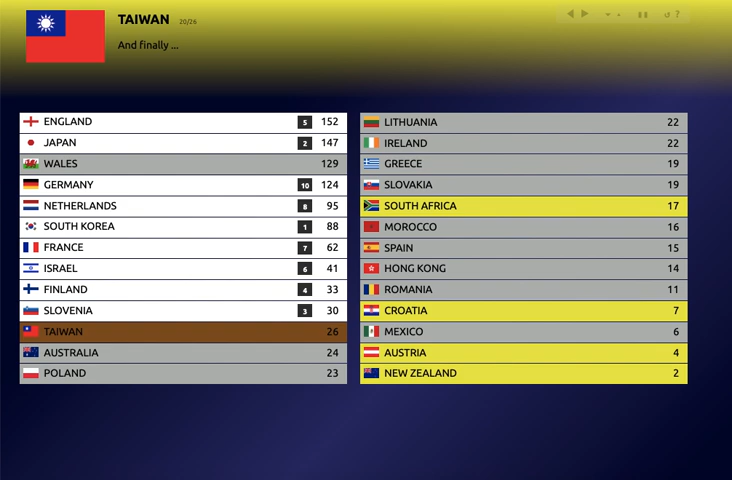 TAIWAN 20/26
And finally ...
ENGLAND 5 152
JAPAN 2 147
WALES 129
GERMANY 10 124
NETHERLANDS 8 95
SOUTH KOREA 1 88
FRANCE 7 62
ISRAEL 6 41
FINLAND 4 33
SLOVENIA 3 30
TAIWAN 26
AUSTRALIA 24
POLAND 23
LITHUANIA 22
IRELAND 22
GREECE 19
SLOVAKIA 19
SOUTH AFRICA 17
MOROCCO 16
SPAIN 15
HONG KONG 14
ROMANIA 11
CROATIA 7
MEXICO 6
AUSTRIA 4
NEW ZEALAND 2